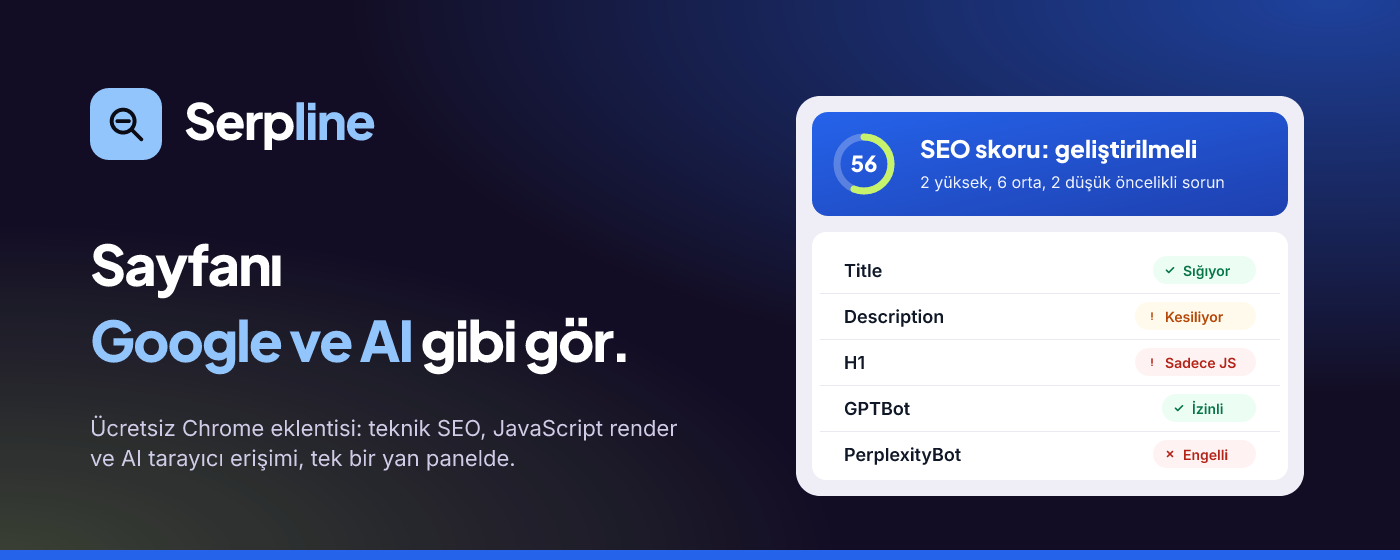 Serpline
Sayfanı
Google ve AI gibi gör.
Ücretsiz Chrome eklentisi: teknik SEO, JavaScript render
ve AI tarayıcı erişimi, tek bir yan panelde.
56
SEO skoru: geliştirilmeli
2 yüksek, 6 orta, 2 düşük öncelikli sorun
Title ✓ Sığıyor
Description ! Kesiliyor
H1 ! Sadece JS
GPTBot ✓ İzinli
PerplexityBot × Engelli